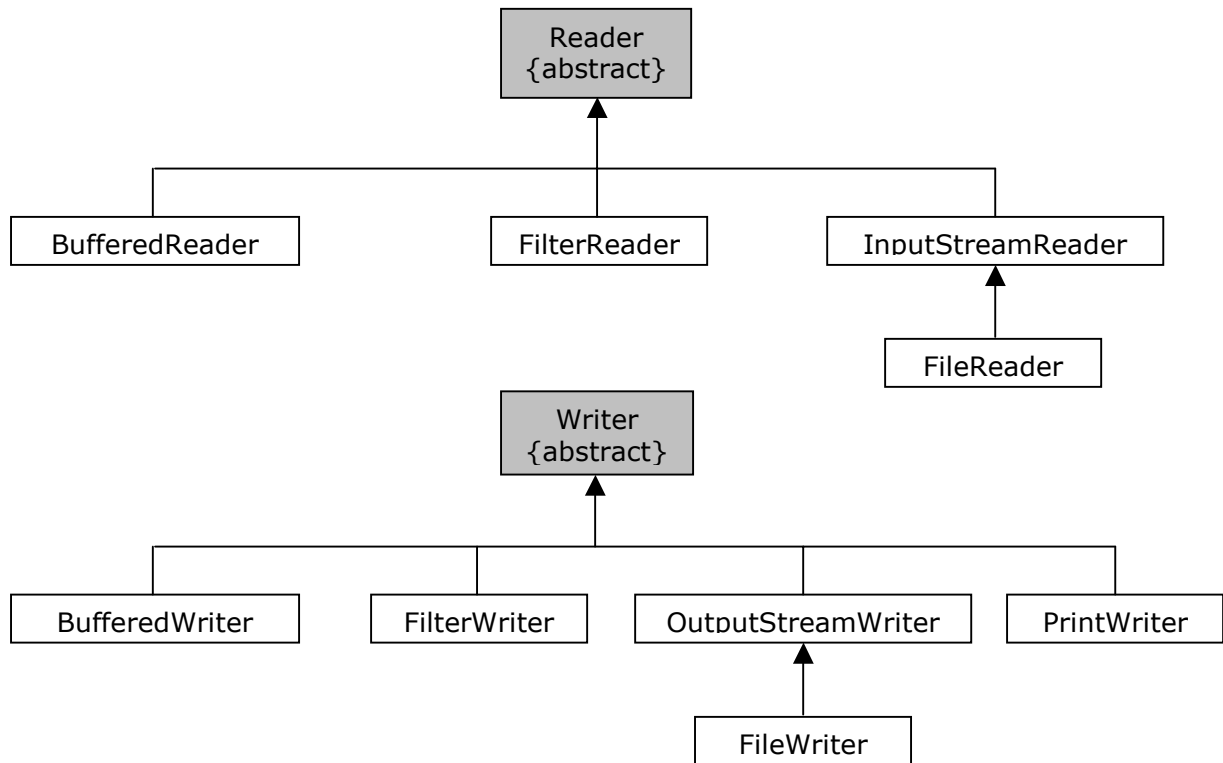 Reader
{abstract}
BufferedReader
FilterReader
InputStreamReader
FileReader
Writer
{abstract}
BufferedWriter
FilterWriter
OutputStreamWriter
PrintWriter
FileWriter